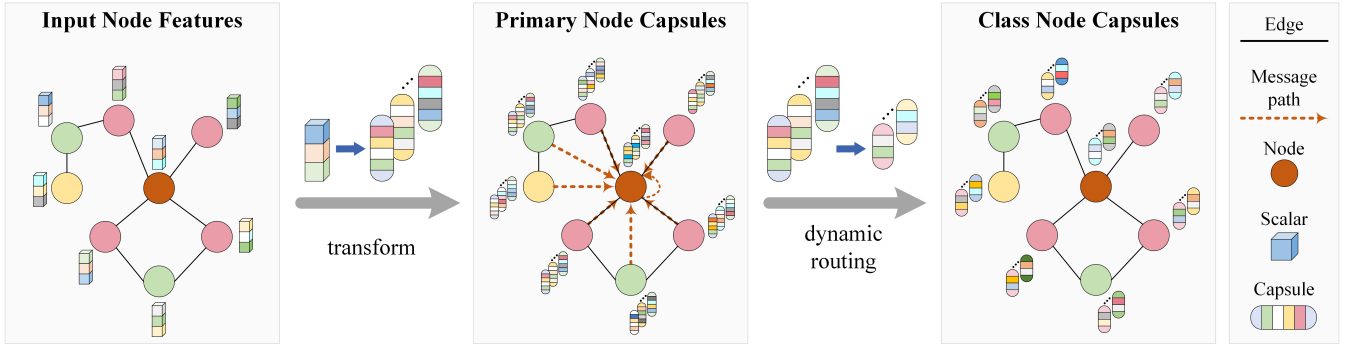 Input Node Features
transform
Primary Node Capsules
dynamic
routing
Class Node Capsules
Edge
Message
path
Node
Scalar
Capsule